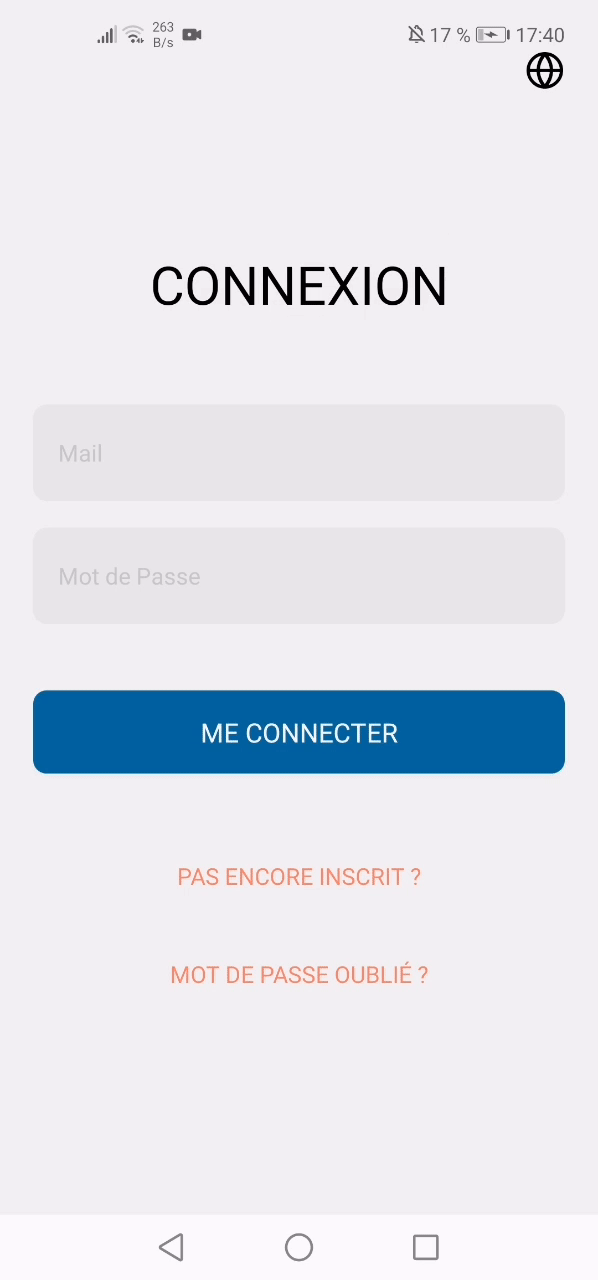 263
B/s
17 %
17:40
CONNEXION
Mail
Mot de Passe
ME CONNECTER
PAS ENCORE INSCRIT ?
MOT DE PASSE OUBLIÉ ?